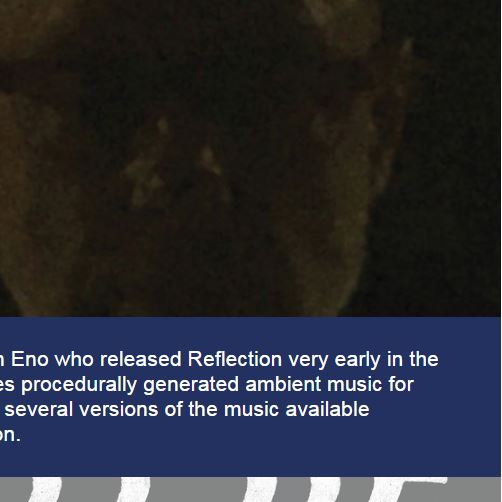 n Eno who released Reflection very early in the
es procedurally generated ambient music for
several versions of the music available
on.